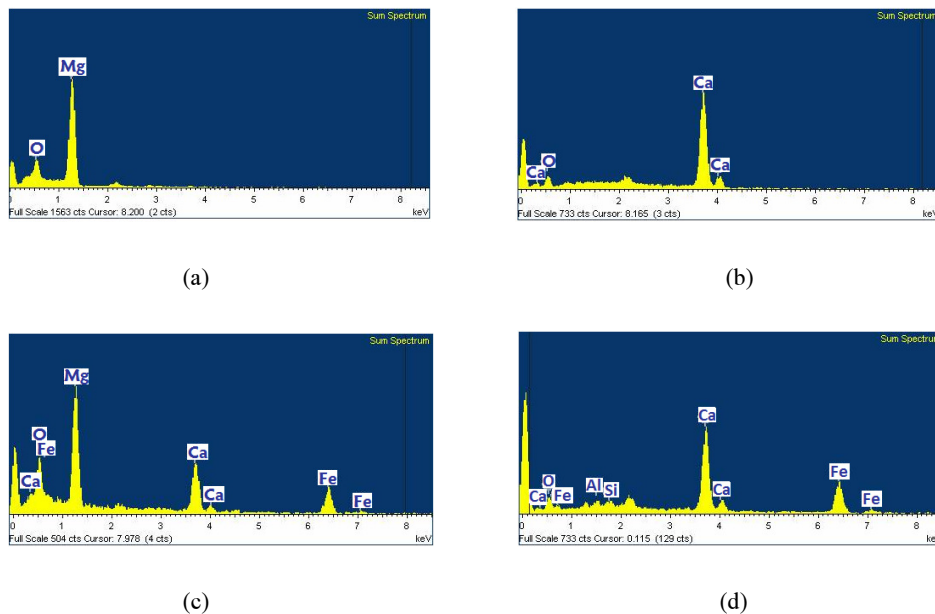 Sum Spectrum
Mg
O
0 1 2 3 4 5 6 7 8
Full Scale 1563 cts Cursor: 8.200 (2 cts) keV
(a)
Sum Spectrum
Ca
O
Ca
Ca
0 1 2 3 4 5 6 7 8
Full Scale 733 cts Cursor: 8.165 (3 cts) keV
(b)
Sum Spectrum
Mg
O
Fe
Ca
Ca
Ca
Fe
Fe
0 1 2 3 4 5 6 7 8
Full Scale 504 cts Cursor: 7.978 (4 cts) keV
(c)
Sum Spectrum
Ca
Fe
Al
O
Si
Ca
Ca
Fe
Fe
0 1 2 3 4 5 6 7 8
Full Scale 733 cts Cursor: 0.115 (129 cts) keV
(d)